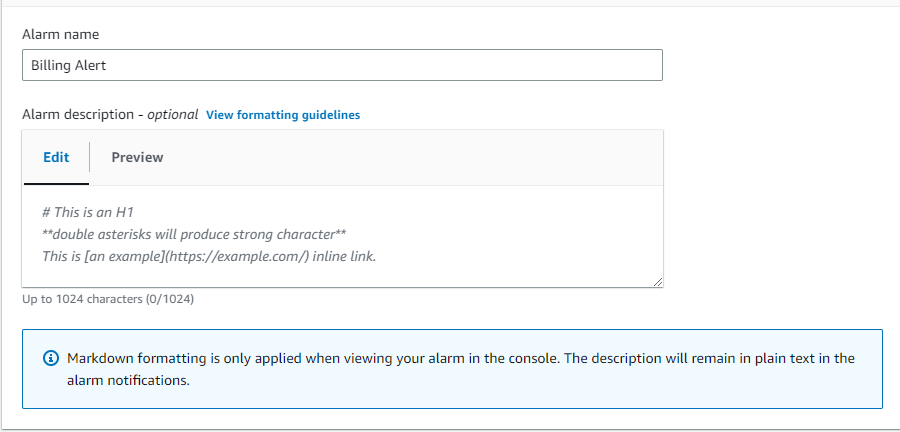 Alarm name
Billing Alert
Alarm description - optional View formatting guidelines
Edit Preview
# This is an H1
**double asterisks will produce strong character**
This is [an example](https://example.com/) inline link.
Up to 1024 characters (0/1024)
Markdown formatting is only applied when viewing your alarm in the console. The description will remain in plain text in the
alarm notifications.